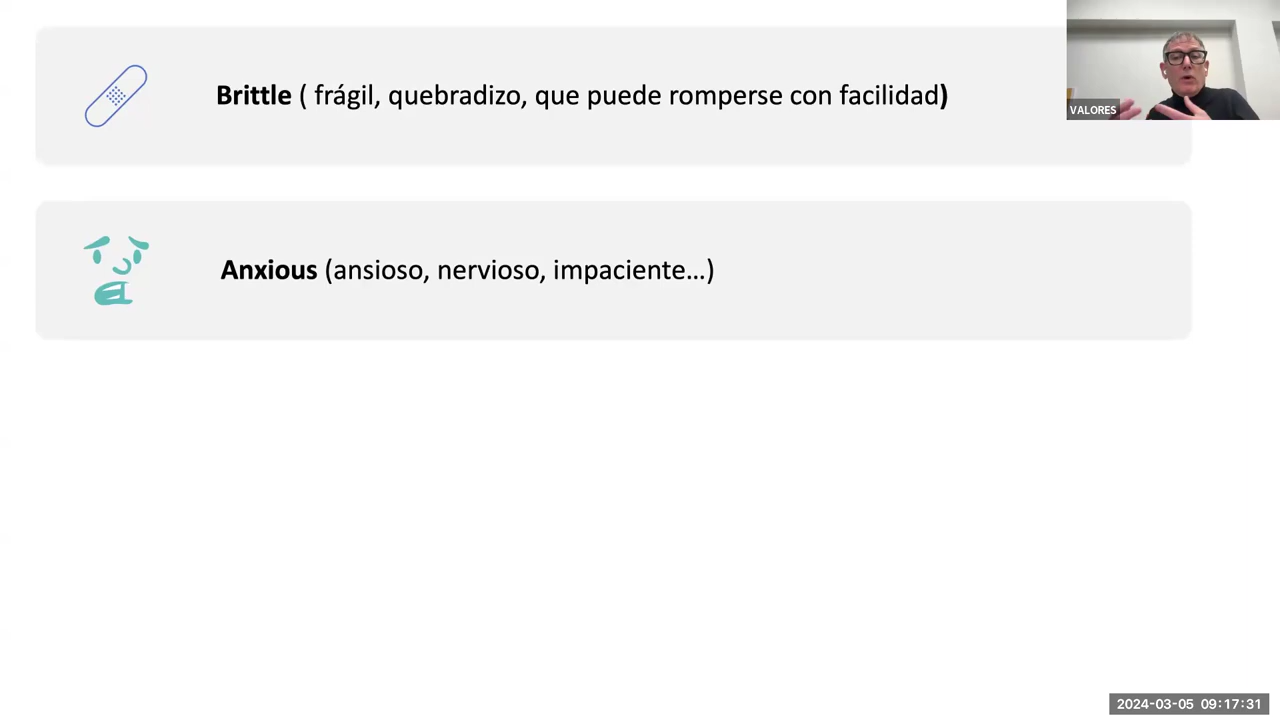 Brittle ( frágil, quebradizo, que puede romperse con facilidad)
VALORES
Anxious (ansioso, nervioso, impaciente...)
2024-03-05 09:17:31